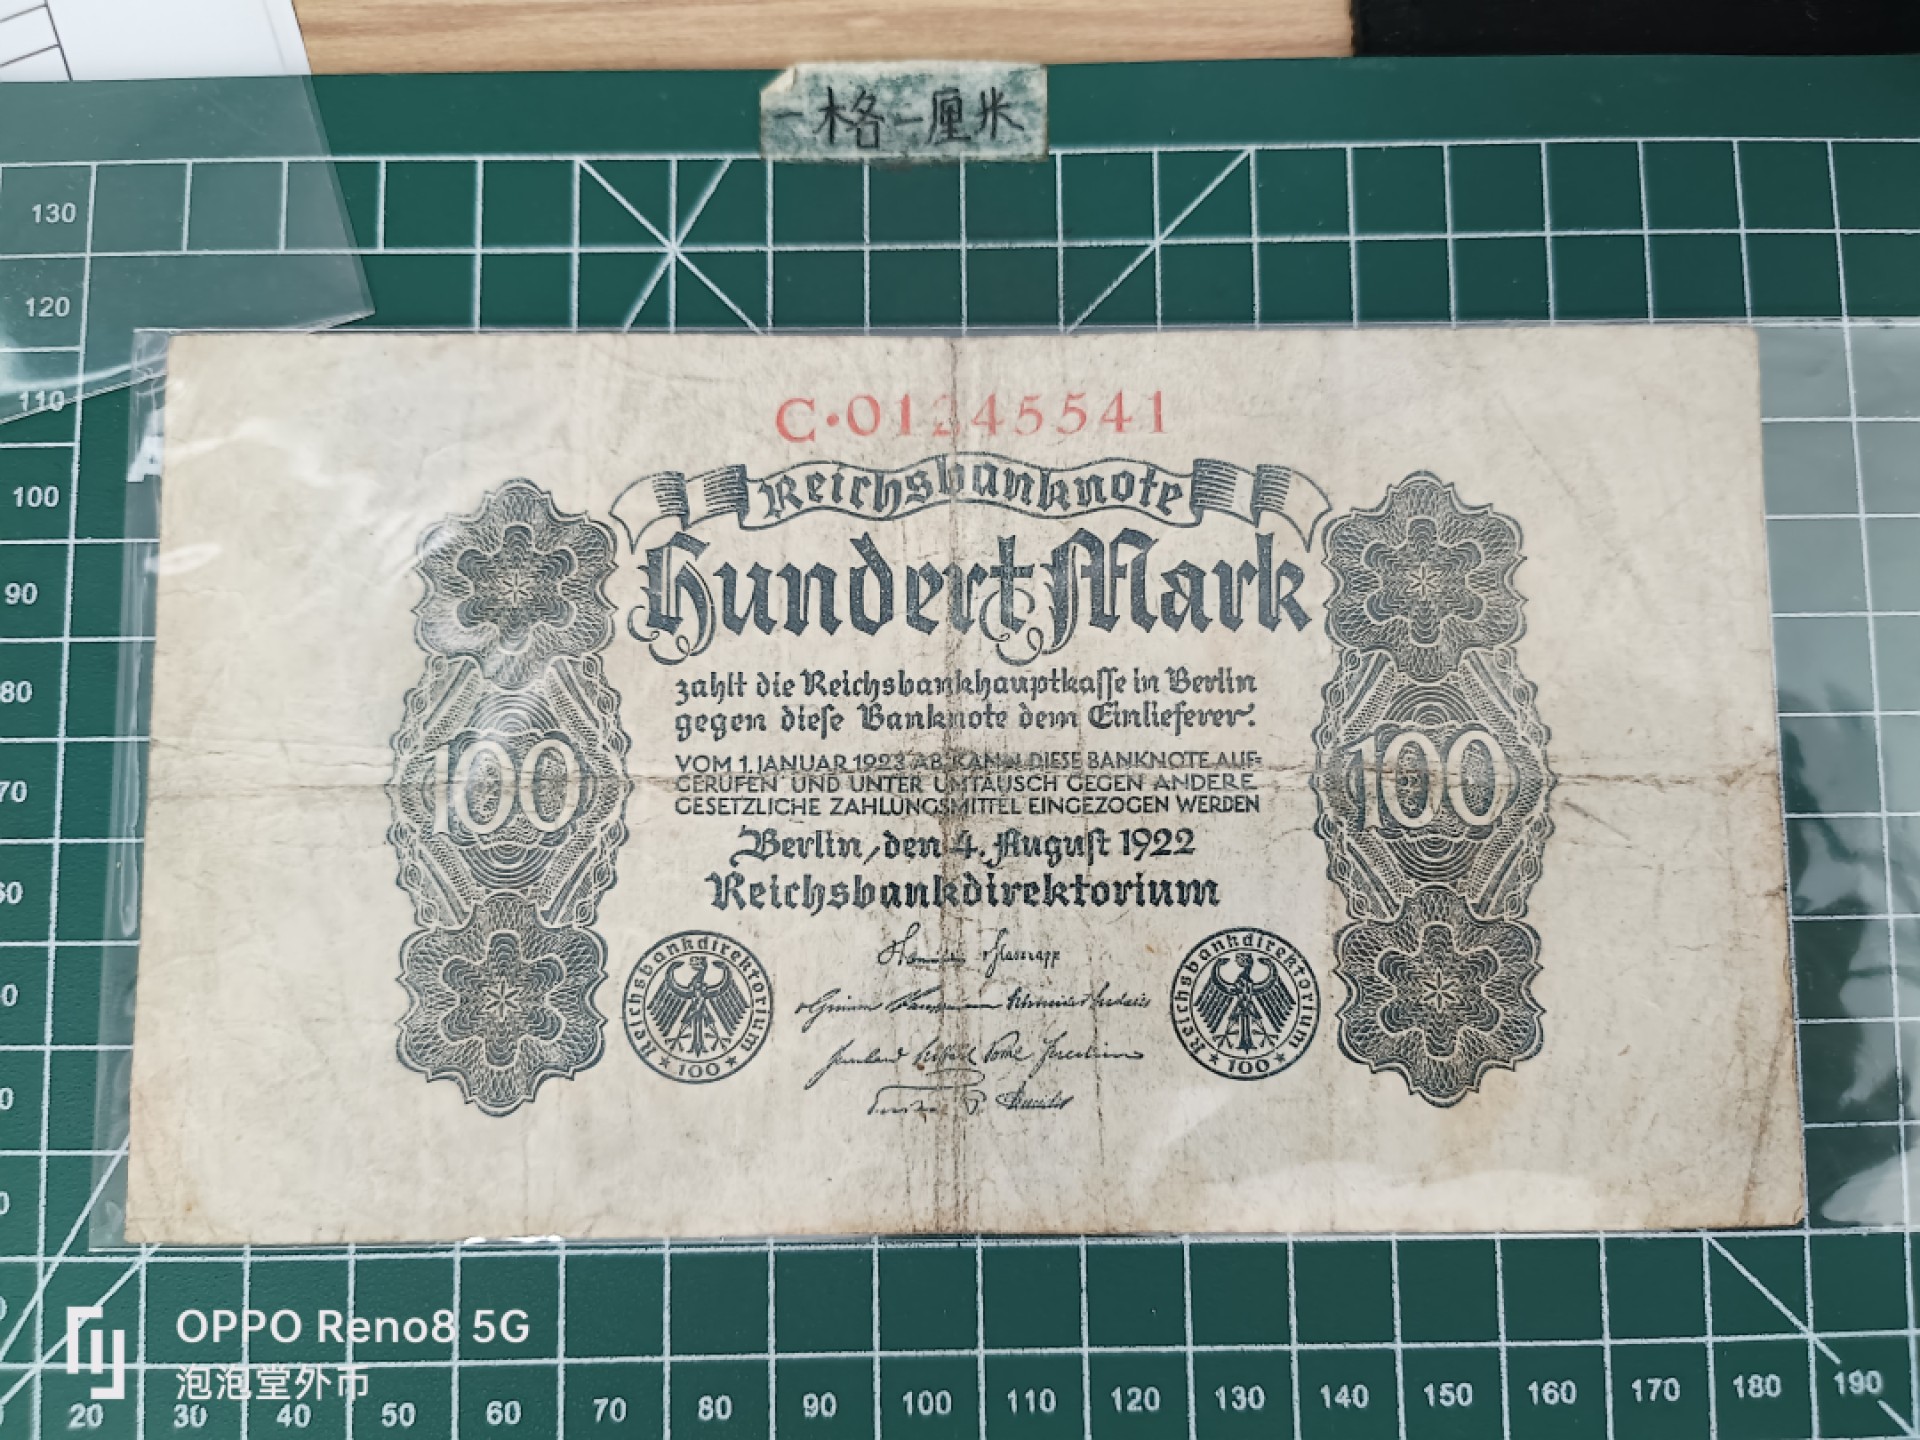 一格一厘米
130
120
110
100
90
80
70
60
C·01245541
Reichsbanknote
Hundert Mark
zahlt die Reichsbankhauptkasse in Berlin
gegen diese Banknote dem Einlieferer.
VOM 1. JANUAR 1923 AB KANN DIESE BANKNOTE AUF=
GERUFEN UND UNTER UMTAUSCH GEGEN ANDERE
GESETZLICHE ZAHLUNGSMITTEL EINGEZOGEN WERDEN
100
100
Berlin, den 4. August 1922
Reichsbankdirektorium
Reichsbankdirektorium
* 100 *
Reichsbankdirektorium
* 100 *
OPPO Reno8 5G
泡泡堂外币
20 30 40 50 60 70 80 90 100 110 120 130 140 150 160 170 180 190